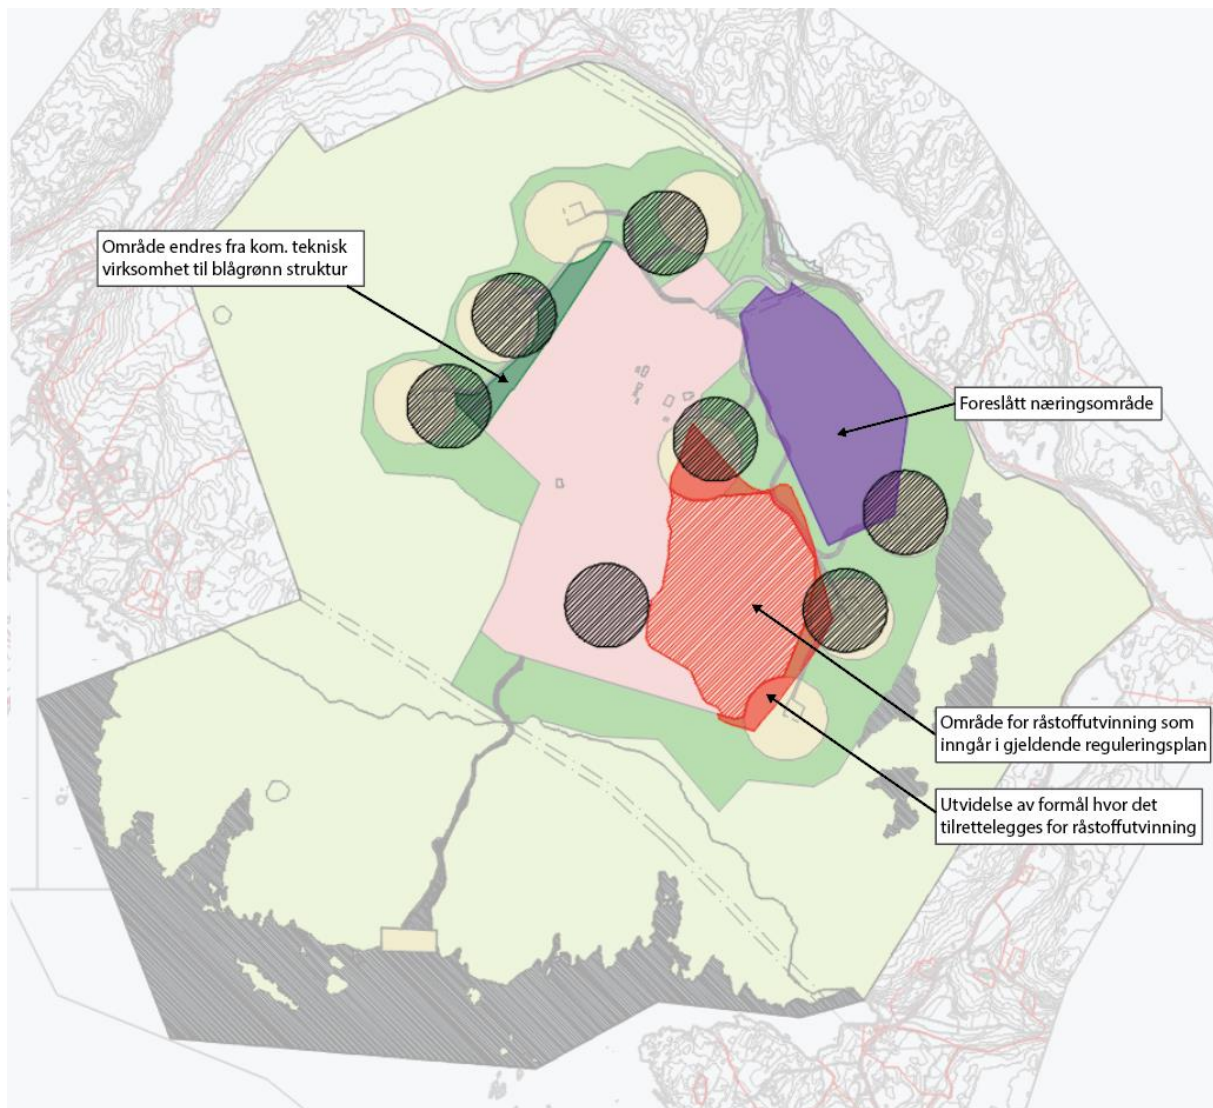 Område endres fra kom. teknisk
virksomhet til blågrønn struktur
Foreslått næringsområde
Område for råstoffutvinning som
inngår i gjeldende reguleringsplan
Utvidelse av formål hvor det
tilrettelegges for råstoffutvinning